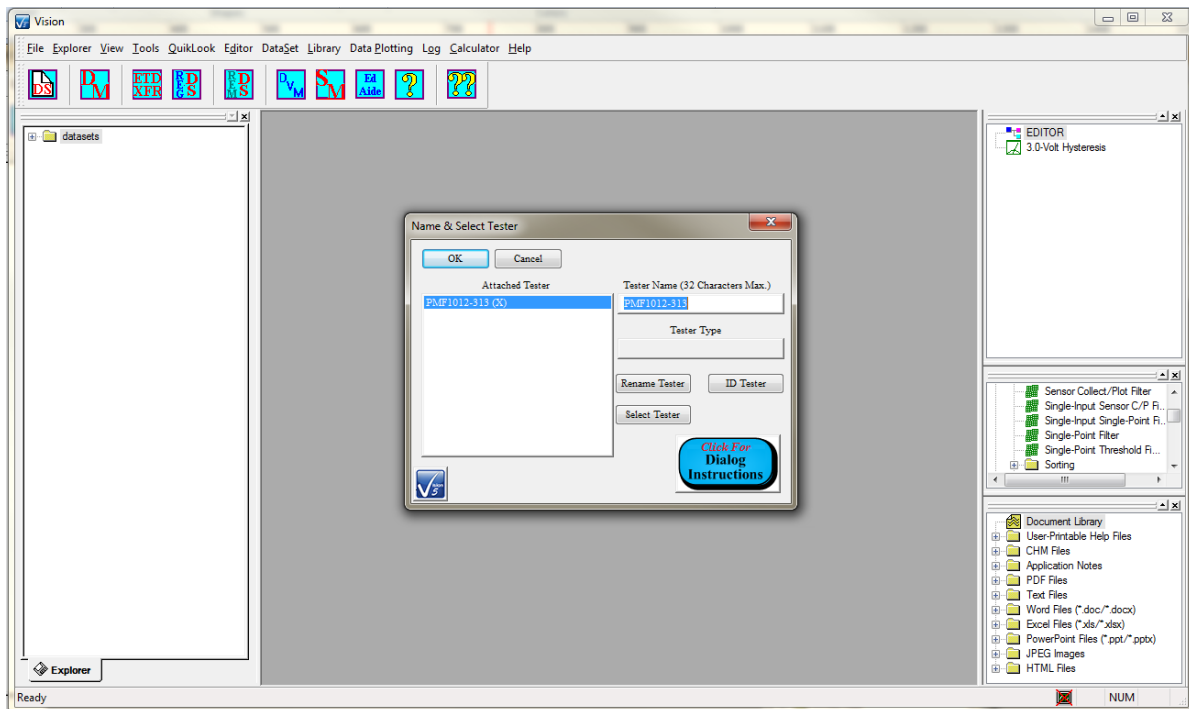 Vision
File Explorer View Tools QuikLook Editor DataSet Library Data Plotting Log Calculator Help
DS
DVM
ETD XFR
REG DS
REM DS
DVM
SM
Ed Aide
?
??
datasets
Explorer
Name & Select Tester
OK Cancel
Attached Tester
PMF1012-313 (X)
Tester Name (32 Characters Max.)
PMF1012-313
Tester Type
Rename Tester ID Tester
Select Tester
Click For
Dialog
Instructions
EDITOR
3.0-Volt Hysteresis
Sensor Collect/Plot Filter
Single-Input Sensor C/P Fi...
Single-Input Single-Point Fi...
Single-Point Filter
Single-Point Threshold Fi...
Sorting
Document Library
User-Printable Help Files
CHM Files
Application Notes
PDF Files
Text Files
Word Files (*.doc/*.docx)
Excel Files (*.xls/*.xlsx)
PowerPoint Files (*.ppt/*.pptx)
JPEG Images
HTML Files
Ready
NUM